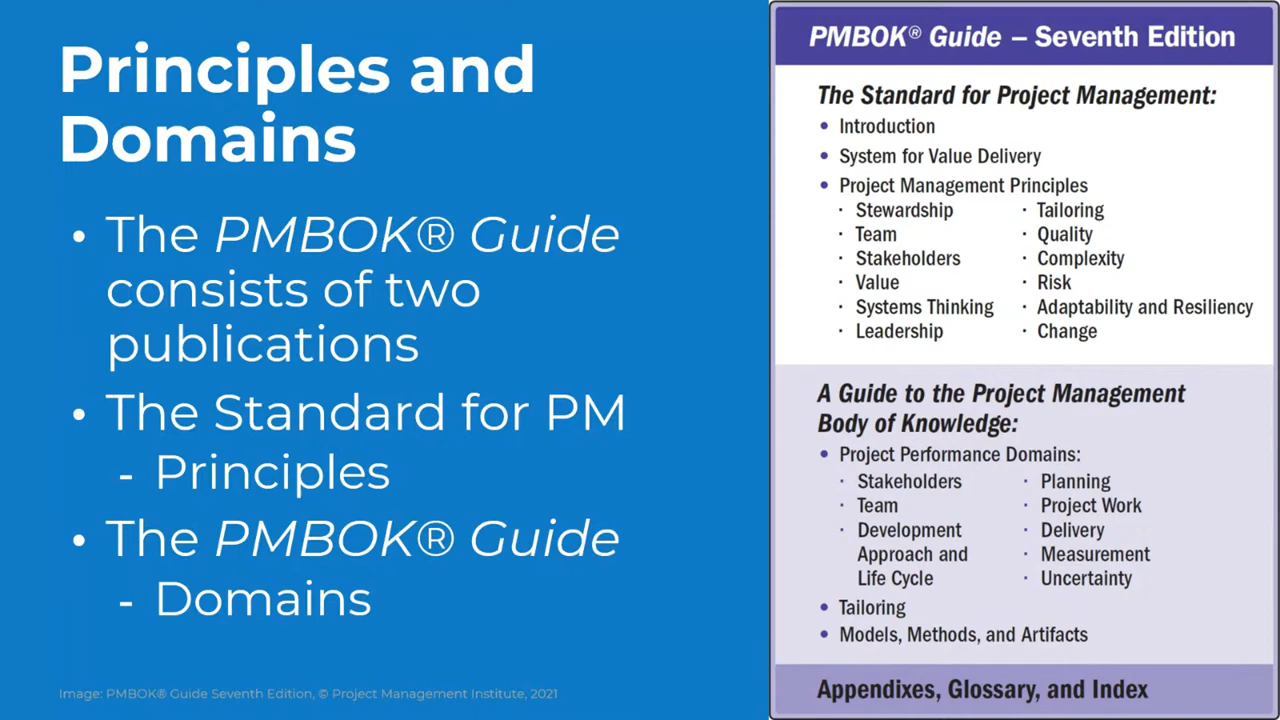 Principles and
Domains
• The PMBOK® Guide
consists of two
publications
• The Standard for PM
- Principles
• The PMBOK® Guide
- Domains
Image: PMBOK® Guide Seventh Edition, © Project Management Institute, 2021
PMBOK® Guide – Seventh Edition
The Standard for Project Management:
• Introduction
• System for Value Delivery
• Project Management Principles
· Stewardship
· Team
· Stakeholders
· Value
· Systems Thinking
· Leadership
· Tailoring
· Quality
· Complexity
· Risk
· Adaptability and Resiliency
· Change
A Guide to the Project Management
Body of Knowledge:
• Project Performance Domains:
· Stakeholders
· Team
· Development
Approach and
Life Cycle
· Planning
· Project Work
· Delivery
· Measurement
· Uncertainty
• Tailoring
• Models, Methods, and Artifacts
Appendixes, Glossary, and Index